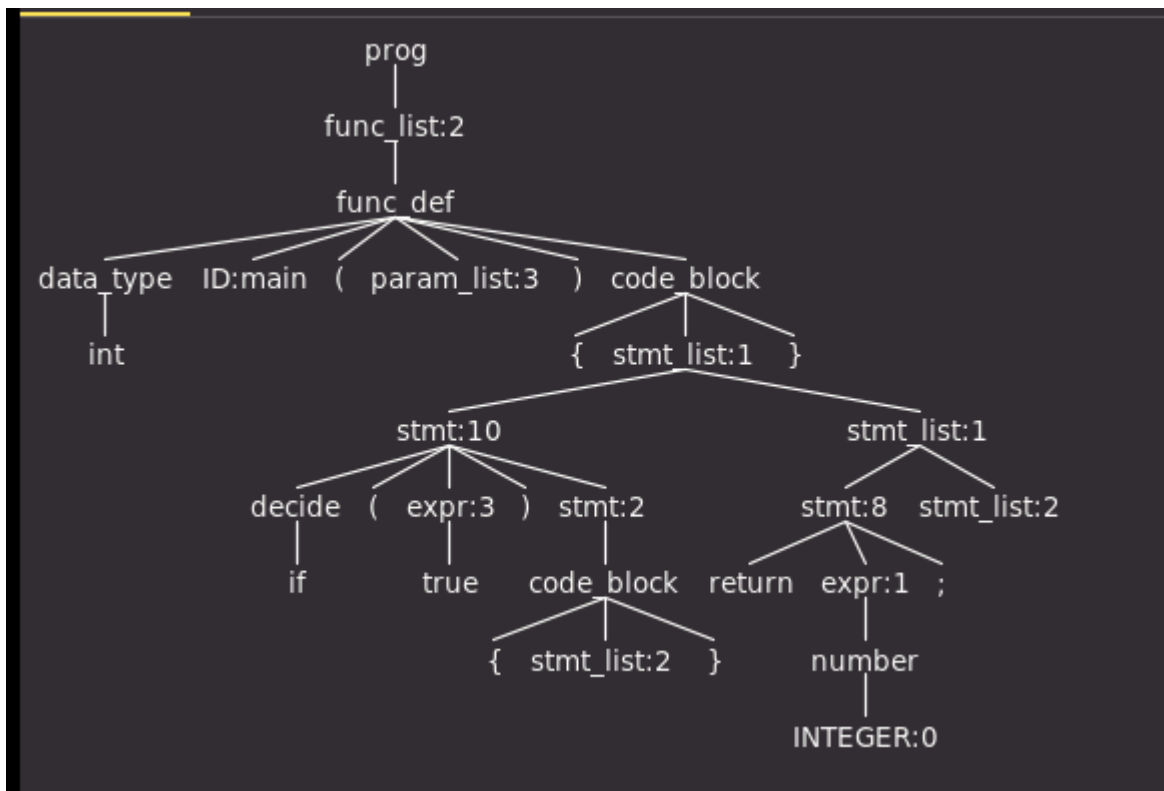 prog
func_list:2
func_def
data_type ID:main ( param_list:3 ) code_block
int { stmt_list:1 }
stmt:10 stmt_list:1
decide ( expr:3 ) stmt:2 stmt:8 stmt_list:2
if true code_block return expr:1 ;
{ stmt_list:2 } number
INTEGER:0